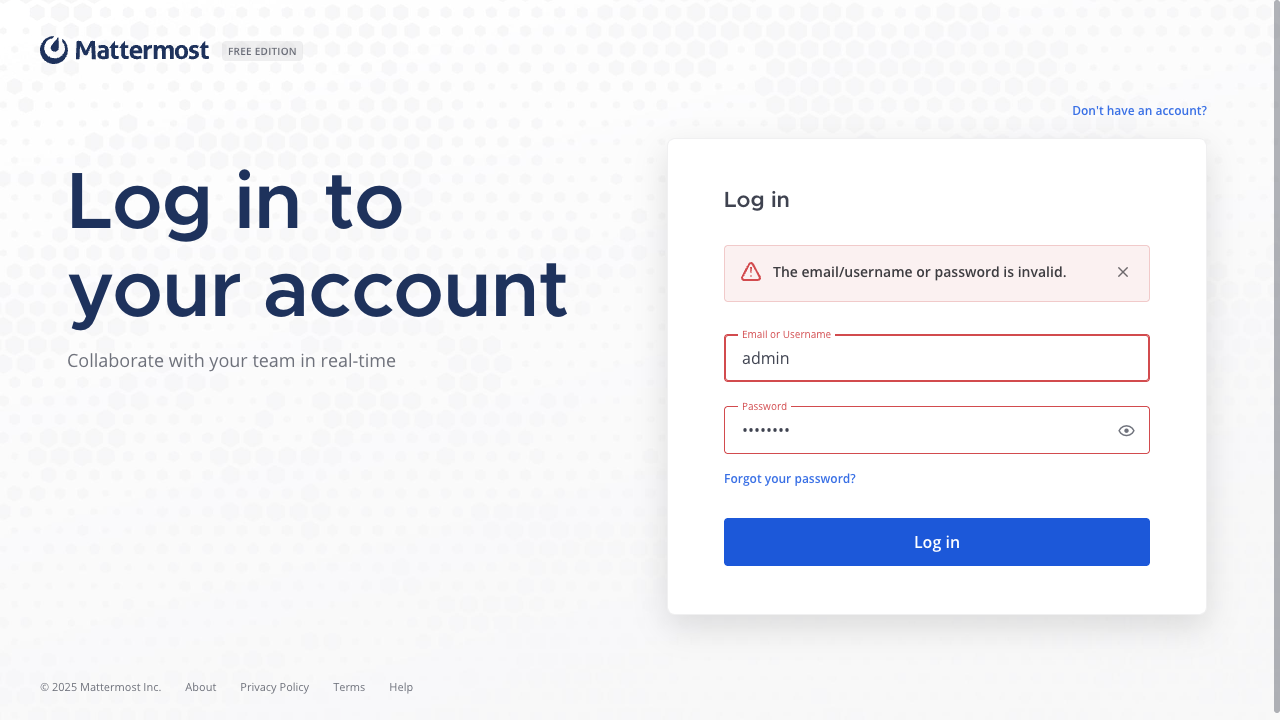 Mattermost FREE EDITION
Don't have an account?
Log in to
your account
Collaborate with your team in real-time
Log in
The email/username or password is invalid.
Email or Username
admin
Password
••••••••
Forgot your password?
Log in
© 2025 Mattermost Inc. About Privacy Policy Terms Help